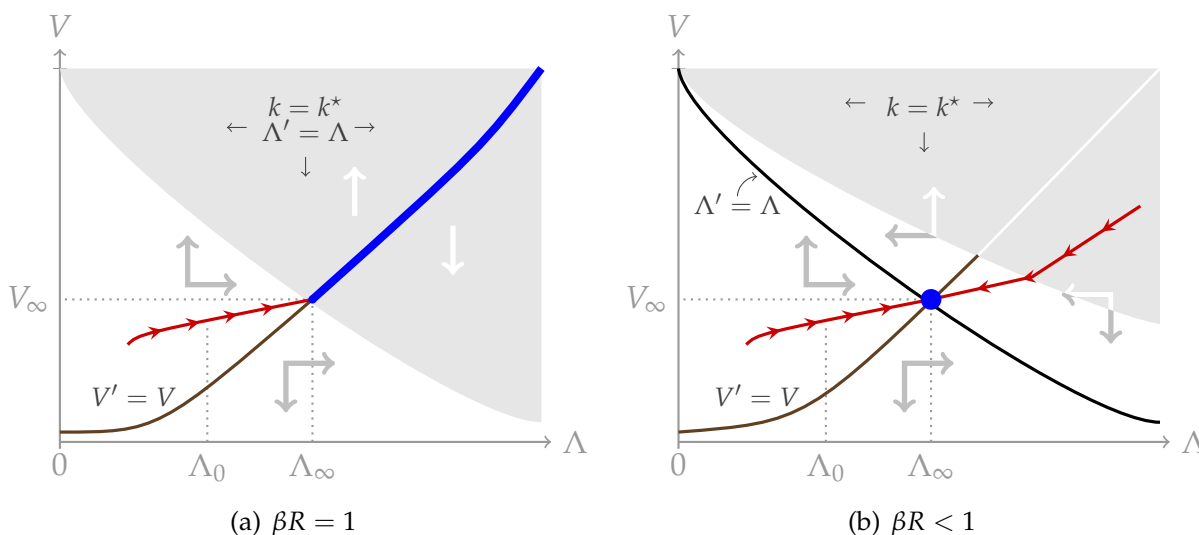 V
k = k⋆
← Λ′ = Λ →
↓
V∞
V′ = V
0
Λ0
Λ∞
Λ
(a) βR = 1
V
← k = k⋆ →
↓
Λ′ = Λ
V′ = V
V∞
0
Λ0
Λ∞
Λ
(b) βR < 1